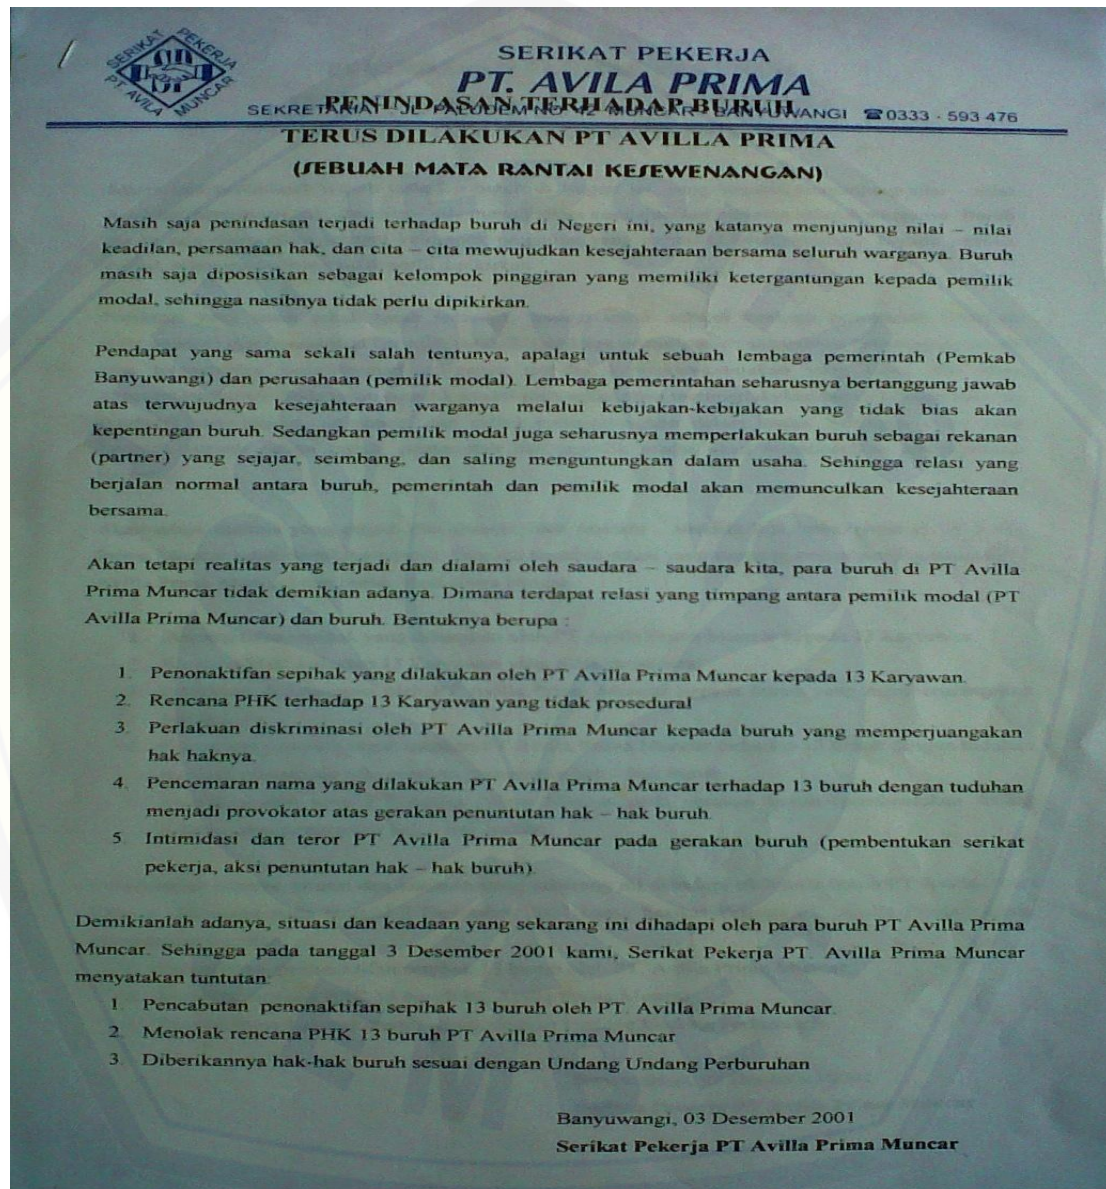 SERIKAT PEKERJA
PT AVILA MUNCAR
SERIKAT PEKERJA
PT. AVILA PRIMA
SEKRETARIAT : JL PALUDEM NO 42 MUNCAR - BANYUWANGI ☎0333 - 593 476
PENINDASAN TERHADAP BURUH
TERUS DILAKUKAN PT AVILLA PRIMA
(SEBUAH MATA RANTAI KESEWENANGAN)
Masih saja penindasan terjadi terhadap buruh di Negeri ini, yang katanya menjunjung nilai – nilai
keadilan, persamaan hak, dan cita – cita mewujudkan kesejahteraan bersama seluruh warganya. Buruh
masih saja diposisikan sebagai kelompok pinggiran yang memiliki ketergantungan kepada pemilik
modal, sehingga nasibnya tidak perlu dipikirkan.
Pendapat yang sama sekali salah tentunya, apalagi untuk sebuah lembaga pemerintah (Pemkab
Banyuwangi) dan perusahaan (pemilik modal). Lembaga pemerintahan seharusnya bertanggung jawab
atas terwujudnya kesejahteraan warganya melalui kebijakan-kebijakan yang tidak bias akan
kepentingan buruh. Sedangkan pemilik modal juga seharusnya memperlakukan buruh sebagai rekanan
(partner) yang sejajar, seimbang, dan saling menguntungkan dalam usaha. Sehingga relasi yang
berjalan normal antara buruh, pemerintah dan pemilik modal akan memunculkan kesejahteraan
bersama.
Akan tetapi realitas yang terjadi dan dialami oleh saudara – saudara kita, para buruh di PT Avilla
Prima Muncar tidak demikian adanya. Dimana terdapat relasi yang timpang antara pemilik modal (PT
Avilla Prima Muncar) dan buruh. Bentuknya berupa :
1. Penonaktifan sepihak yang dilakukan oleh PT Avilla Prima Muncar kepada 13 Karyawan.
2. Rencana PHK terhadap 13 Karyawan yang tidak prosedural
3. Perlakuan diskriminasi oleh PT Avilla Prima Muncar kepada buruh yang memperjuangakan
hak haknya.
4. Pencemaran nama yang dilakukan PT Avilla Prima Muncar terhadap 13 buruh dengan tuduhan
menjadi provokator atas gerakan penuntutan hak – hak buruh.
5. Intimidasi dan teror PT Avilla Prima Muncar pada gerakan buruh (pembentukan serikat
pekerja, aksi penuntutan hak – hak buruh).
Demikianlah adanya, situasi dan keadaan yang sekarang ini dihadapi oleh para buruh PT Avilla Prima
Muncar. Sehingga pada tanggal 3 Desember 2001 kami, Serikat Pekerja PT. Avilla Prima Muncar
menyatakan tuntutan:
1. Pencabutan penonaktifan sepihak 13 buruh oleh PT. Avilla Prima Muncar.
2. Menolak rencana PHK 13 buruh PT Avilla Prima Muncar
3. Diberikannya hak-hak buruh sesuai dengan Undang Undang Perburuhan
Banyuwangi, 03 Desember 2001
Serikat Pekerja PT Avilla Prima Muncar